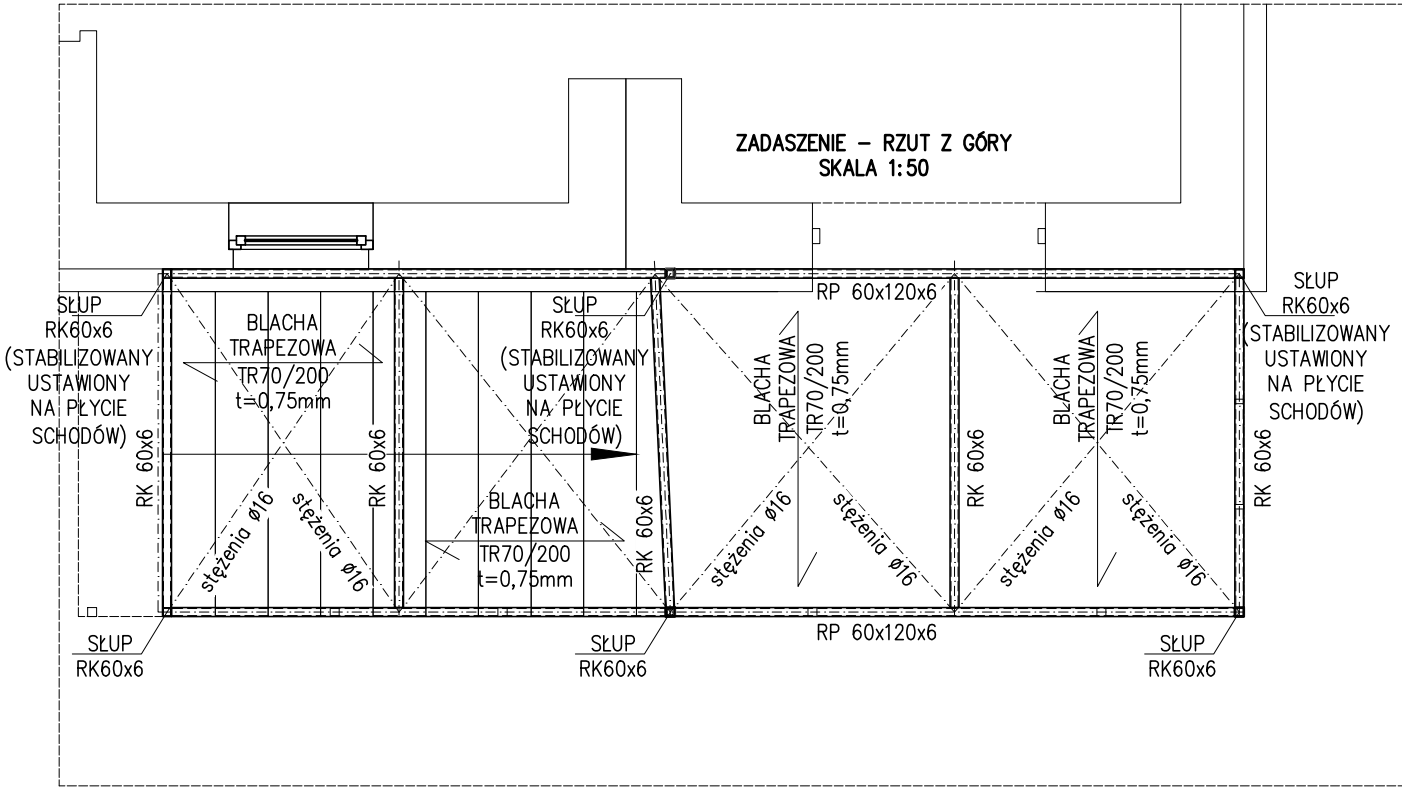 ZADASZENIE – RZUT Z GÓRY
SKALA 1:50
SŁUP
RK60x6
(STABILIZOWANY
USTAWIONY
NA PŁYCIE
SCHODÓW)
BLACHA
TRAPEZOWA
TR70/200
t=0,75mm
SŁUP
RK60x6
(STABILIZOWANY
USTAWIONY
NA PŁYCIE
SCHODÓW)
RP 60x120x6
BLACHA
TRAPEZOWA
TR70/200
t=0,75mm
BLACHA
TRAPEZOWA
TR70/200
t=0,75mm
SŁUP
RK60x6
(STABILIZOWANY
USTAWIONY
NA PŁYCIE
SCHODÓW)
RK 60x6
RK 60x6
BLACHA
TRAPEZOWA
TR70/200
t=0,75mm
RK 60x6
RK 60x6
RK 60x6
stężenia ø16
stężenia ø16
stężenia ø16
stężenia ø16
stężenia ø16
stężenia ø16
SŁUP
RK60x6
SŁUP
RK60x6
RP 60x120x6
SŁUP
RK60x6